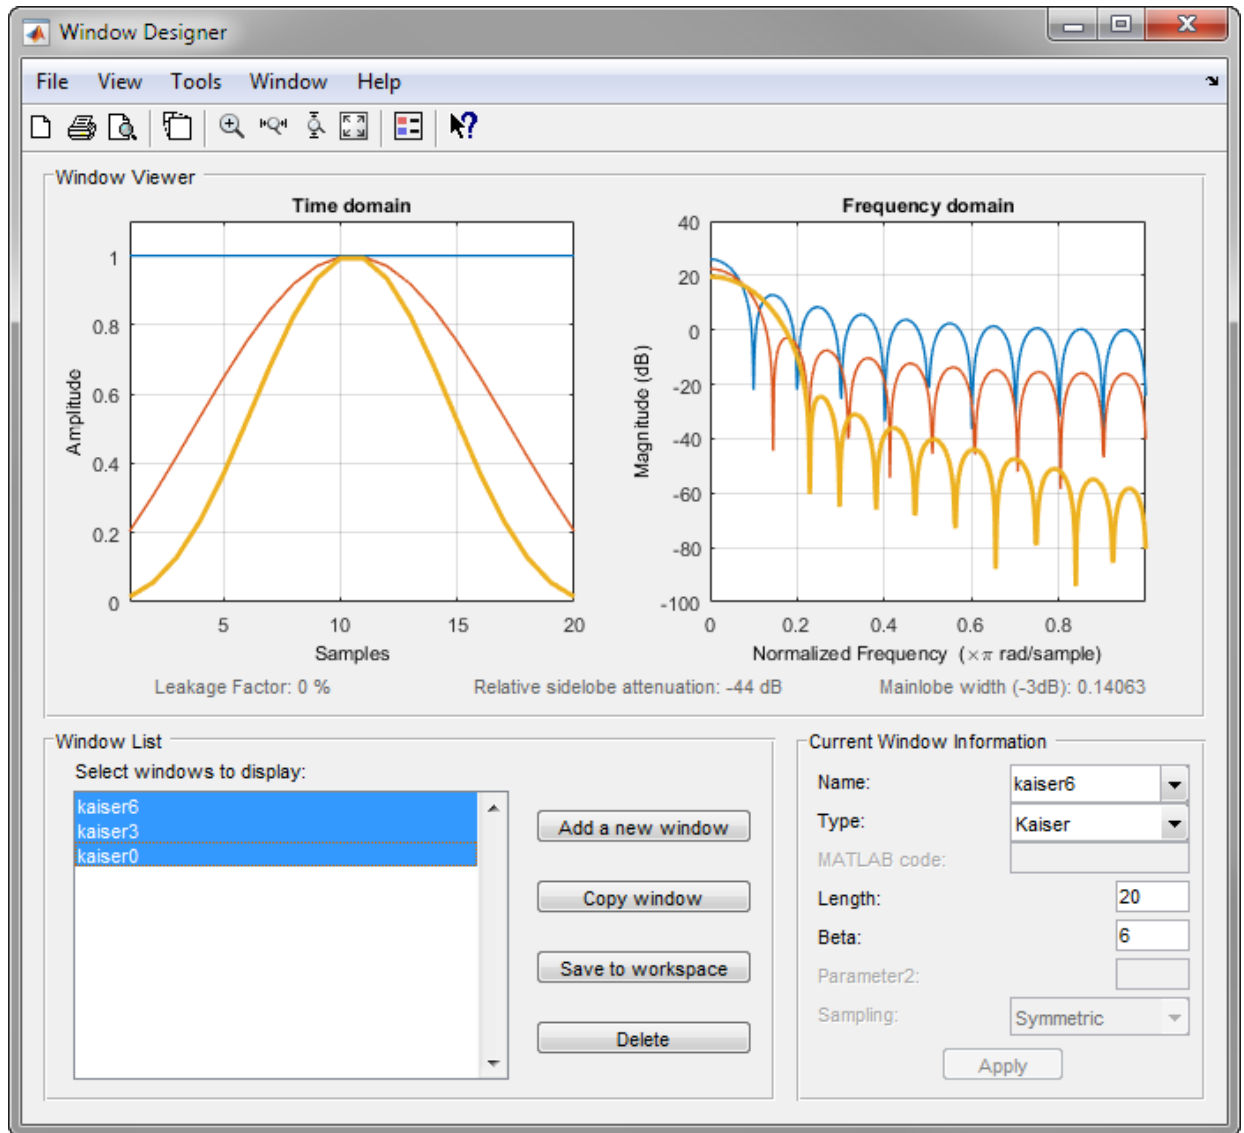 Window Designer
File View Tools Window Help
Window Viewer
Time domain
Frequency domain
1
0.8
0.6
0.4
0.2
0
Amplitude
5 10 15 20
Samples
40
20
0
-20
-40
-60
-80
-100
Magnitude (dB)
0 0.2 0.4 0.6 0.8
Normalized Frequency (×π rad/sample)
Leakage Factor: 0 % Relative sidelobe attenuation: -44 dB Mainlobe width (-3dB): 0.14063
Window List
Select windows to display:
kaiser6
kaiser3
kaiser0
Add a new window
Copy window
Save to workspace
Delete
Current Window Information
Name: kaiser6
Type: Kaiser
MATLAB code:
Length: 20
Beta: 6
Parameter2:
Sampling: Symmetric
Apply